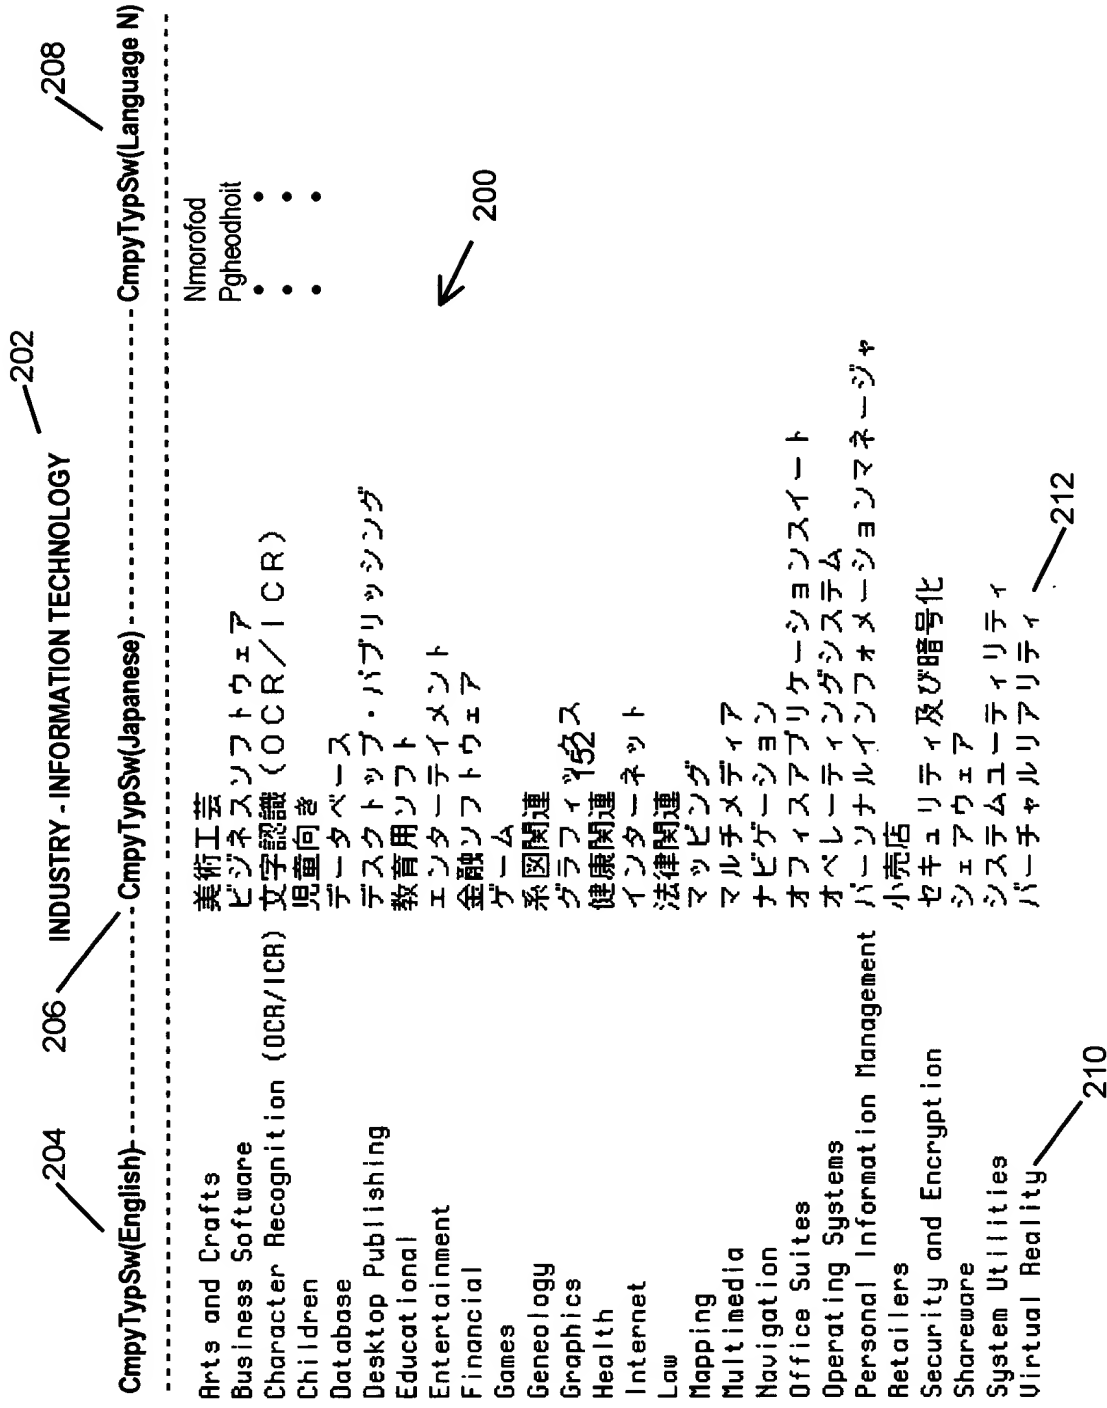 202
INDUSTRY - INFORMATION TECHNOLOGY
204
206
208
CmpyTypSw(English) CmpyTypSw(Japanese) CmpyTypSw(Language N)
Arts and Crafts 美術工芸 Nmorofod
Business Software ビジネスソフトウェア Pgheodhoit
Character Recognition (OCR/ICR) 文字認識(OCR/ICR)
Children 児童向き
Database データベース
Desktop Publishing デスクトップ・パブリッシング
Educational 教育用ソフト
Entertainment エンターテイメント
Financial 金融ソフトウェア
Games ゲーム
Geneology 系図関連
Graphics グラフィックス
152
Health 健康関連
Internet インターネット
Law 法律関連
Mapping マッピング
Multimedia マルチメディア
Navigation ナビゲーション
Office Suites オフィスアプリケーションスイート
Operating Systems オペレーティングシステム
Personal Information Management パーソナルインフォメーションマネージャ
Retailers 小売店
Security and Encryption セキュリティ及び暗号化
Shareware シェアウェア
System Utilities システムユーティリティ
Virtual Reality バーチャルリアリティ
200
210
212